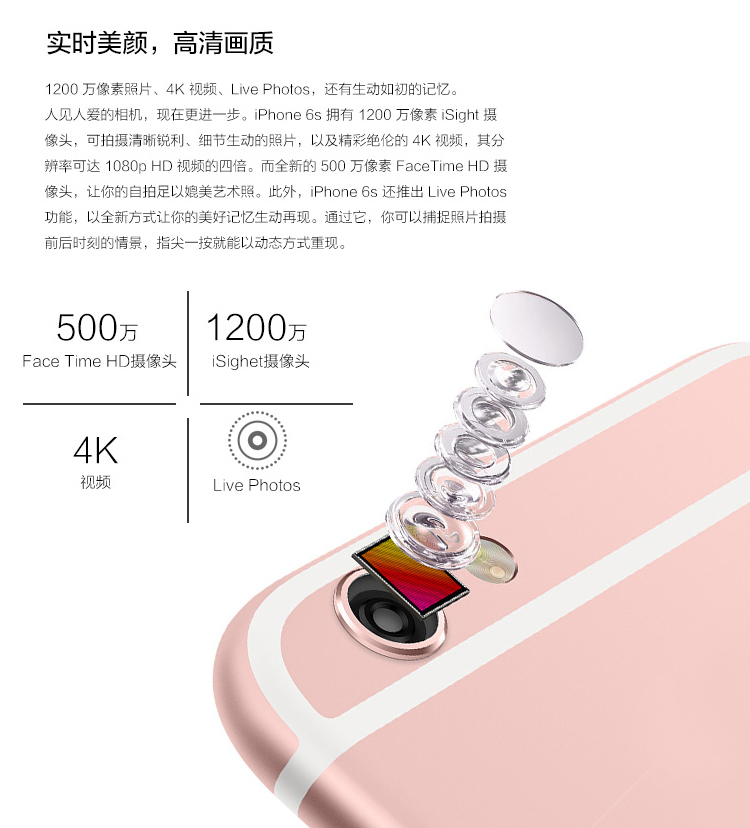 实时美颜，高清画质
1200 万像素照片、4K 视频、Live Photos，还有生动如初的记忆。
人见人爱的相机，现在更进一步。iPhone 6s 拥有 1200 万像素 iSight 摄
像头，可拍摄清晰锐利、细节生动的照片，以及精彩绝伦的 4K 视频，其分
辨率可达 1080p HD 视频的四倍。而全新的 500 万像素 FaceTime HD 摄
像头，让你的自拍足以媲美艺术照。此外，iPhone 6s 还推出 Live Photos
功能，以全新方式让你的美好记忆生动再现。通过它，你可以捕捉照片拍摄
前后时刻的情景，指尖一按就能以动态方式重现。
500万
Face Time HD摄像头
1200万
iSighet摄像头
4K
视频
Live Photos